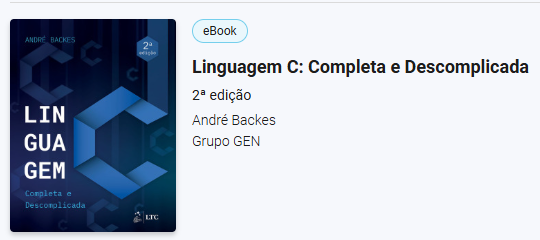 ANDRÉ BACKES
2ª
edição
LIN
GUA
GEM
Completa e
Descomplicada
LTC
eBook
Linguagem C: Completa e Descomplicada
2ª edição
André Backes
Grupo GEN